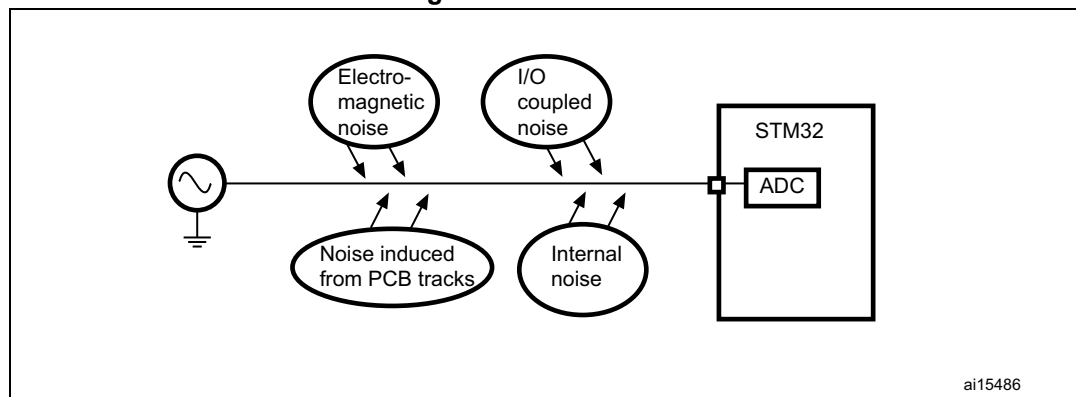 Electro-
magnetic
noise
I/O
coupled
noise
STM32
ADC
Noise induced
from PCB tracks
Internal
noise
ai15486